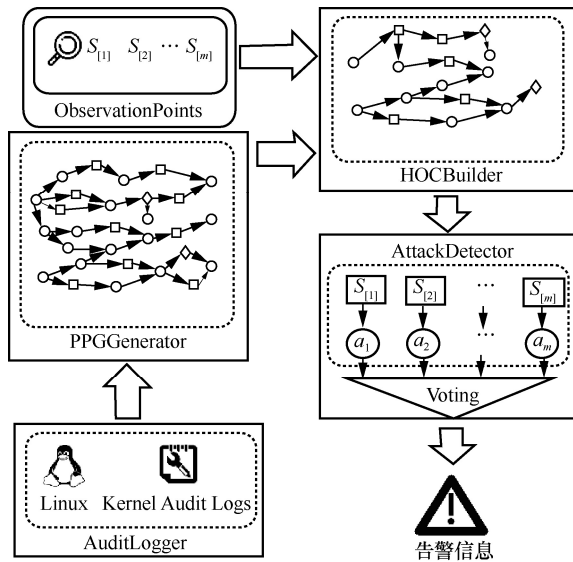 S[1] S[2] ··· S[m]
ObservationPoints
HOCBuilder
PPGGenerator
AttackDetector
S[1] S[2] ··· S[m]
a1 a2 ··· am
Voting
Linux Kernel Audit Logs
AuditLogger
告警信息